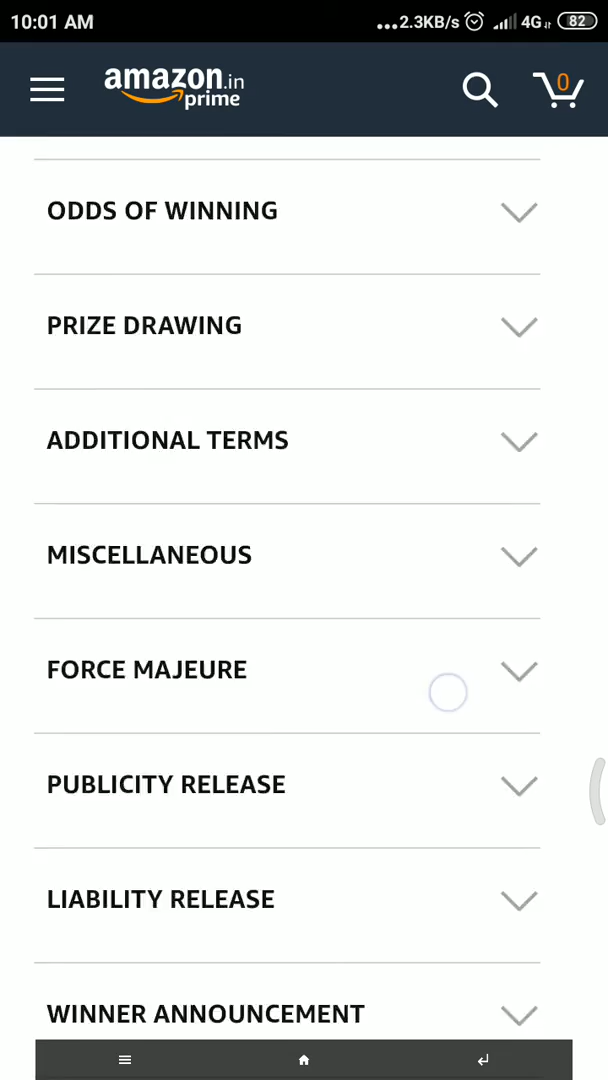 10:01 AM ...2.3KB/s 4G 82
amazon.in
prime
0
ODDS OF WINNING
PRIZE DRAWING
ADDITIONAL TERMS
MISCELLANEOUS
FORCE MAJEURE
PUBLICITY RELEASE
LIABILITY RELEASE
WINNER ANNOUNCEMENT